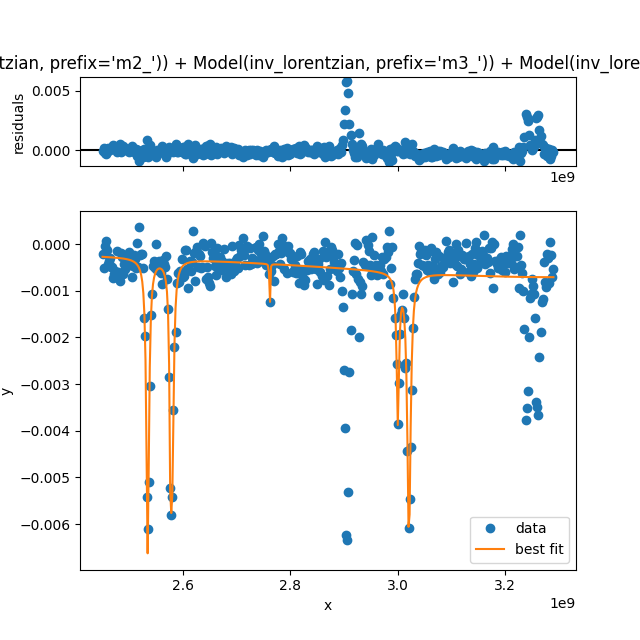 tzian, prefix='m2_')) + Model(inv_lorentzian, prefix='m3_')) + Model(inv_lore
0.005
0.000
residuals
1e9
0.000
−0.001
−0.002
−0.003
−0.004
−0.005
−0.006
y
data
best fit
2.6 2.8 3.0 3.2
1e9
x